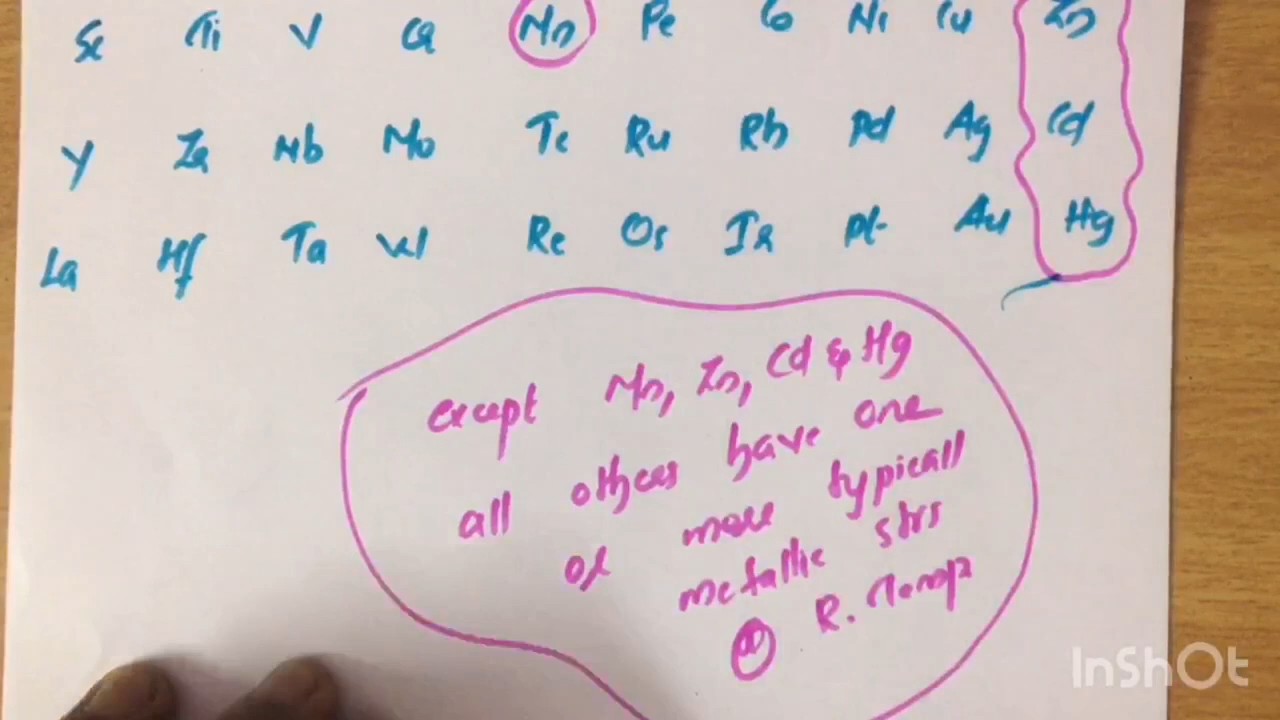 Sc Ti V Cr Mn Fe Co Ni Cu Zn
Y Zr Nb Mo Tc Ru Rh Pd Ag Cd
La Hf Ta W Re Os Ir Pt Au Hg
except Mn, Zn, Cd & Hg
all others have one
or more typicall
metallic strs
@ R. Temp
InShOt